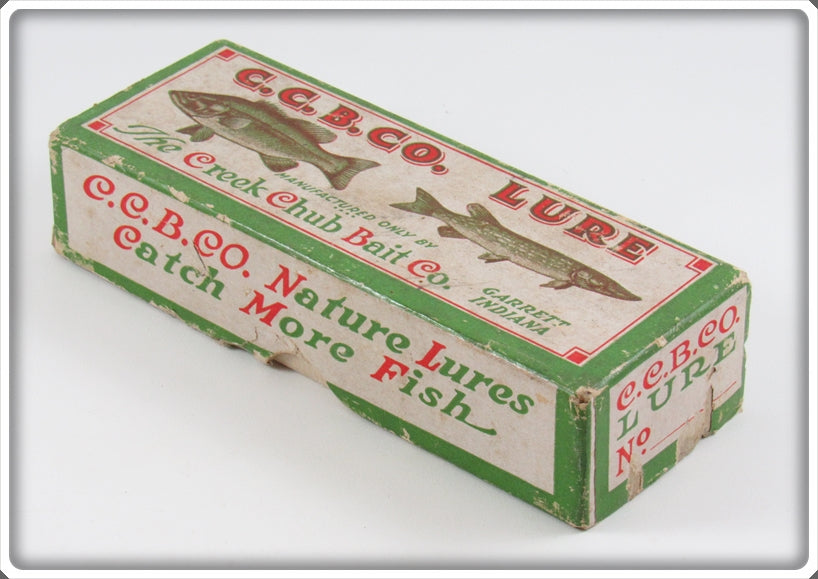 C.C.B.CO. LURE
MANUFACTURED ONLY BY
The Creek Chub Bait Co.
GARRETT
INDIANA
C.C.B.CO. Nature Lures
Catch More Fish
C.C.B.CO.
LURE
No